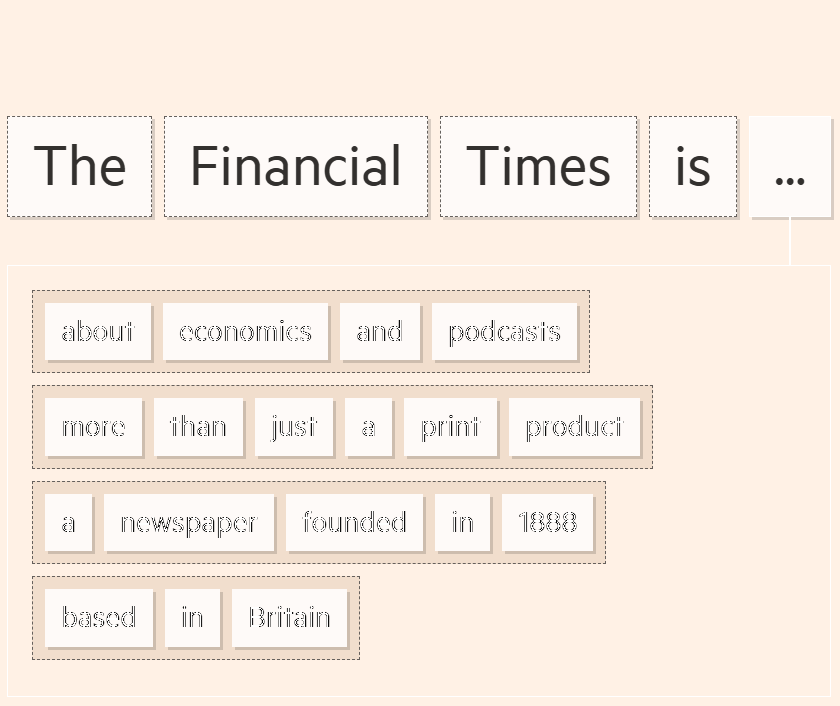 The Financial Times is ...
about economics and podcasts
more than just a print product
a newspaper founded in 1888
based in Britain